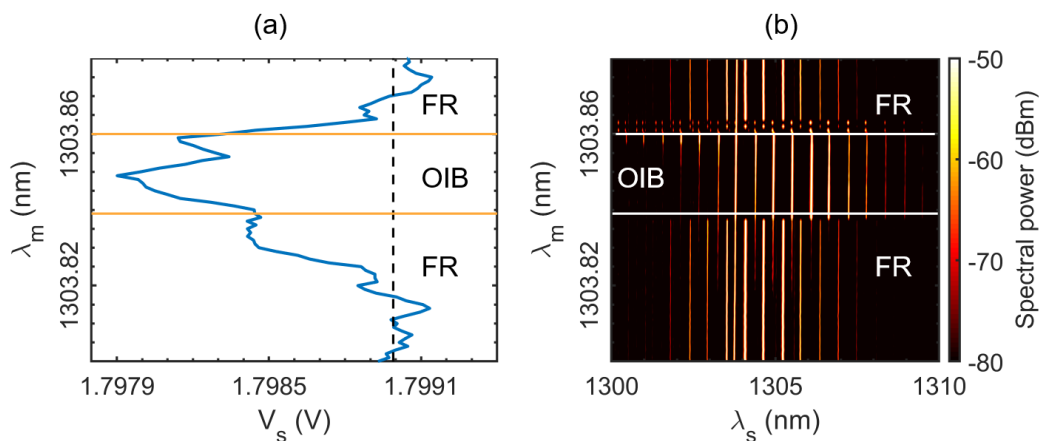 (a)
FR
OIB
FR
1303.86
1303.82
λm (nm)
1.7979
1.7985
1.7991
Vs (V)
(b)
FR
OIB
FR
1303.86
1303.82
λm (nm)
1300
1305
1310
λs (nm)
-50
-60
-70
-80
Spectral power (dBm)